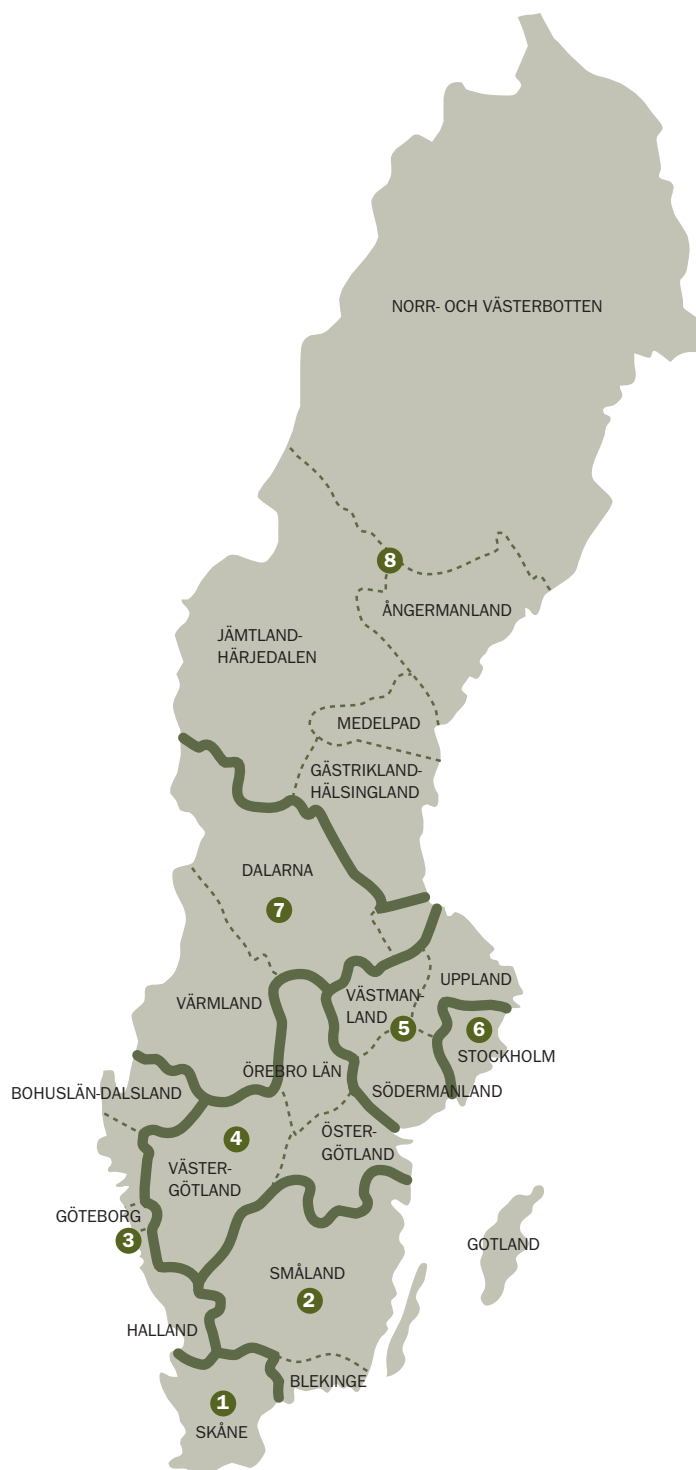 NORR- OCH VÄSTERBOTTEN
8
ÅNGERMANLAND
JÄMTLAND-
HÄRJEDALEN
MEDELPAD
GÄSTRIKLAND-
HÄLSINGLAND
DALARNA
7
UPPLAND
VÄRMLAND
VÄSTMAN-
LAND
5
6
STOCKHOLM
ÖREBRO LÄN
SÖDERMANLAND
BOHUSLÄN-DALSLAND
4
ÖSTER-
GÖTLAND
VÄSTER-
GÖTLAND
GÖTEBORG
3
GOTLAND
SMÅLAND
2
HALLAND
BLEKINGE
1
SKÅNE